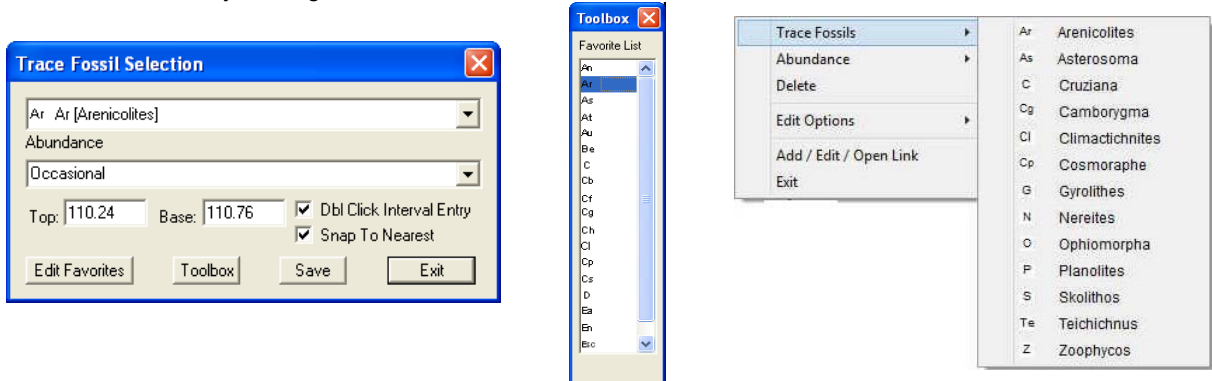 Trace Fossil Selection
Ar Ar [Arenicolites]
Abundance
Occasional
Top: 110.24 Base: 110.76
Dbl Click Interval Entry
Snap To Nearest
Edit Favorites Toolbox Save Exit
Toolbox
Favorite List
An
Ar
As
At
Au
Be
C
Cb
Cf
Cg
Ch
Cl
Cp
Cs
D
Ea
En
Esc
Trace Fossils
Abundance
Delete
Edit Options
Add / Edit / Open Link
Exit
Ar Arenicolites
As Asterosoma
C Cruziana
Cg Camborygma
Cl Climactichnites
Cp Cosmoraphe
G Gyrolithes
N Nereites
O Ophiomorpha
P Planolites
S Skolithos
Te Teichichnus
Z Zoophycos